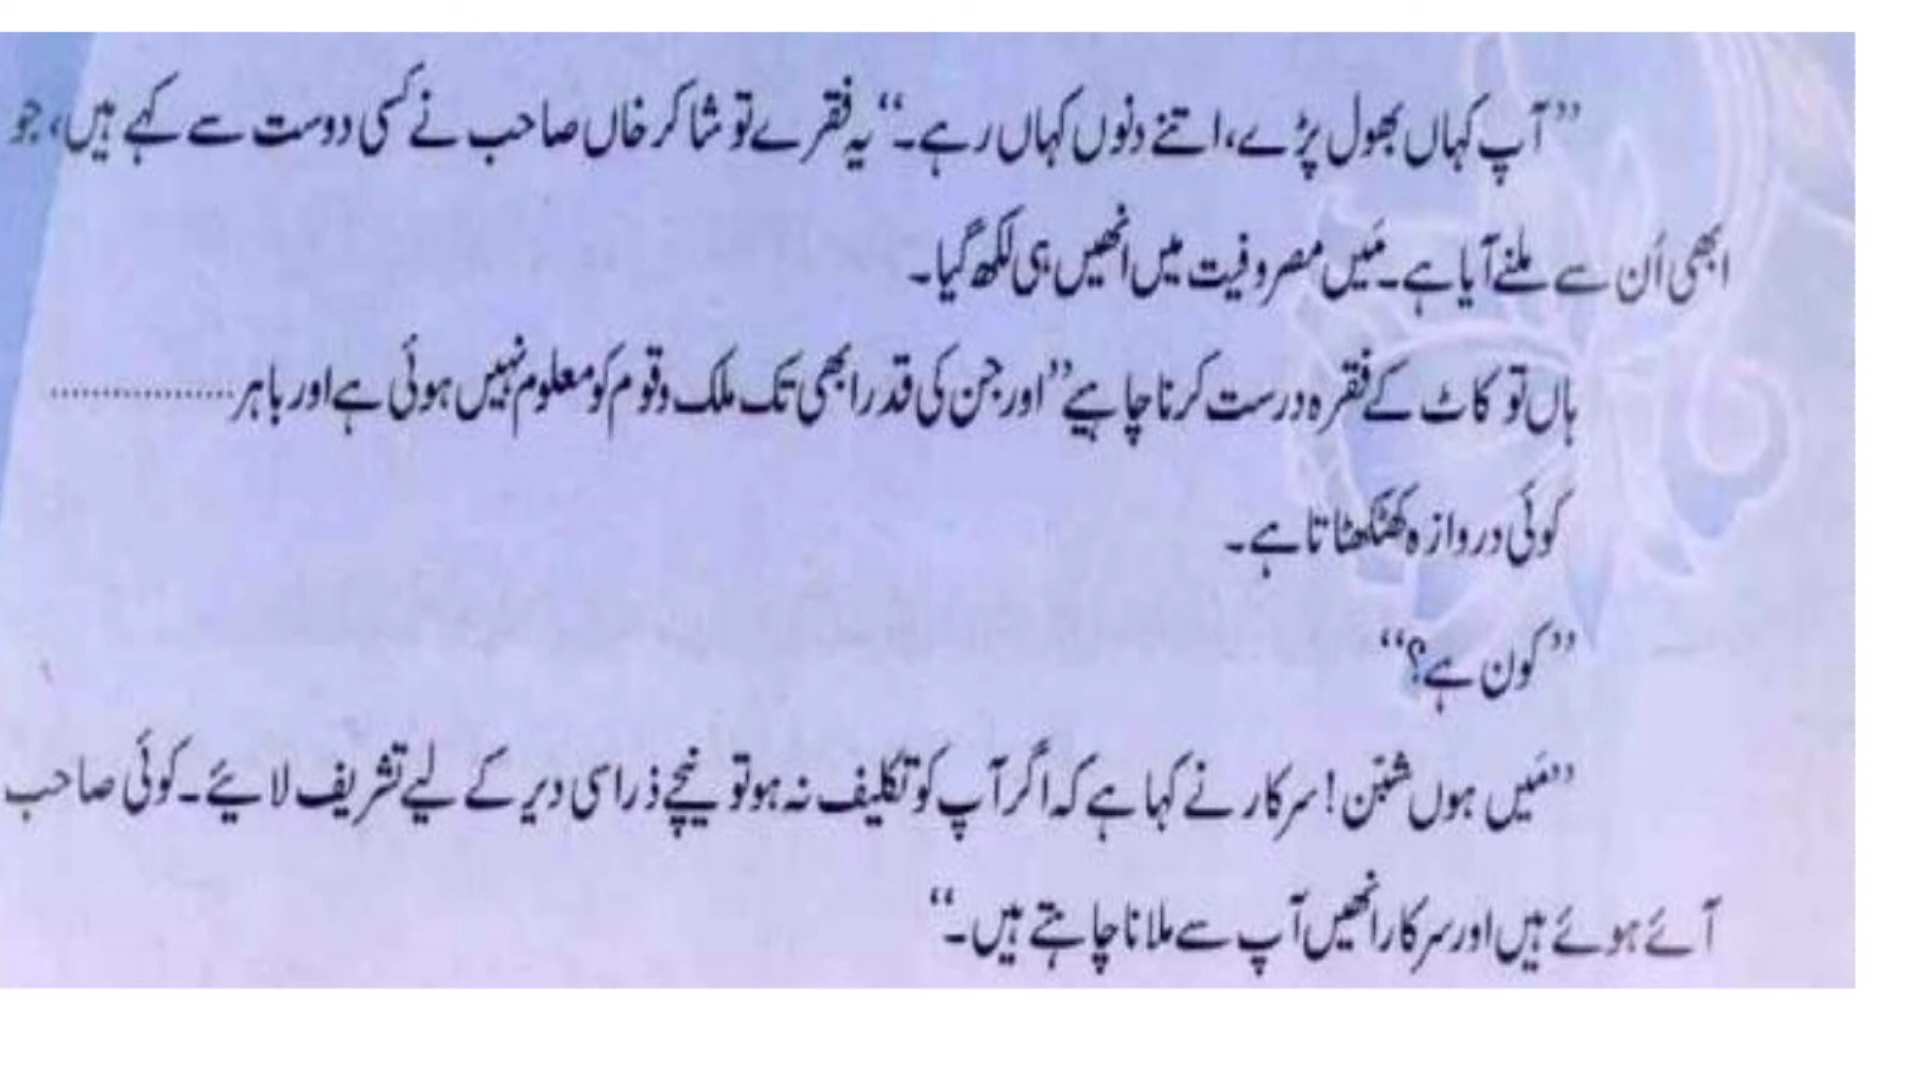 ”آپ کہاں بھول پڑے، اتنے دنوں کہاں رہے۔“ یہ فقرے تو شاکر خاں صاحب نے کسی دوست سے کہے ہیں، جو
ابھی اُن سے ملنے آیا ہے۔ مَیں مصروفیت میں انھیں ہی لکھ گیا۔
ہاں تو کاٹ کے فقرہ درست کرنا چاہیے ”اور جن کی قدر ابھی تک ملک و قوم کو معلوم نہیں ہوئی ہے اور باہر..................
کوئی دروازہ کھٹکھٹاتا ہے۔
”کون ہے؟“
”مَیں ہوں شبّن! سرکار نے کہا ہے کہ اگر آپ کو تکلیف نہ ہو تو نیچے ذرا سی دیر کے لیے تشریف لائیے۔ کوئی صاحب
آئے ہوئے ہیں اور سرکار انھیں آپ سے ملانا چاہتے ہیں۔“